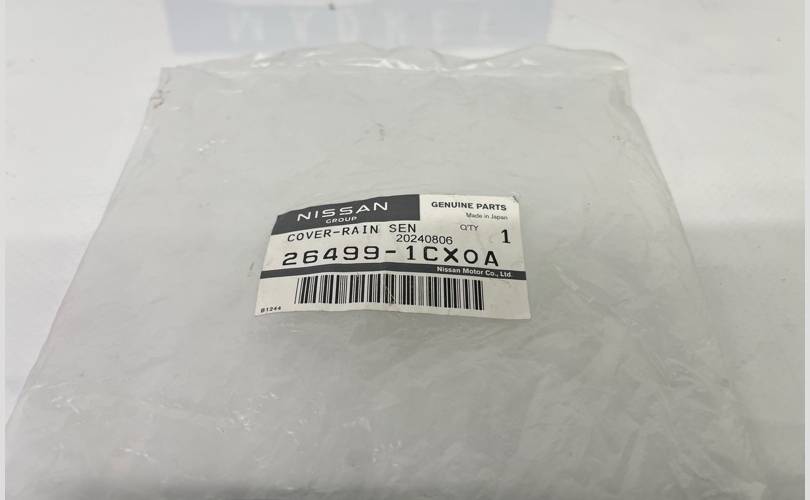 NISSAN
GROUP
GENUINE PARTS
Made in Japan
COVER-RAIN SEN
Q'TY 1
20240806
26499-1CX0A
Nissan Motor Co., Ltd.
B1244